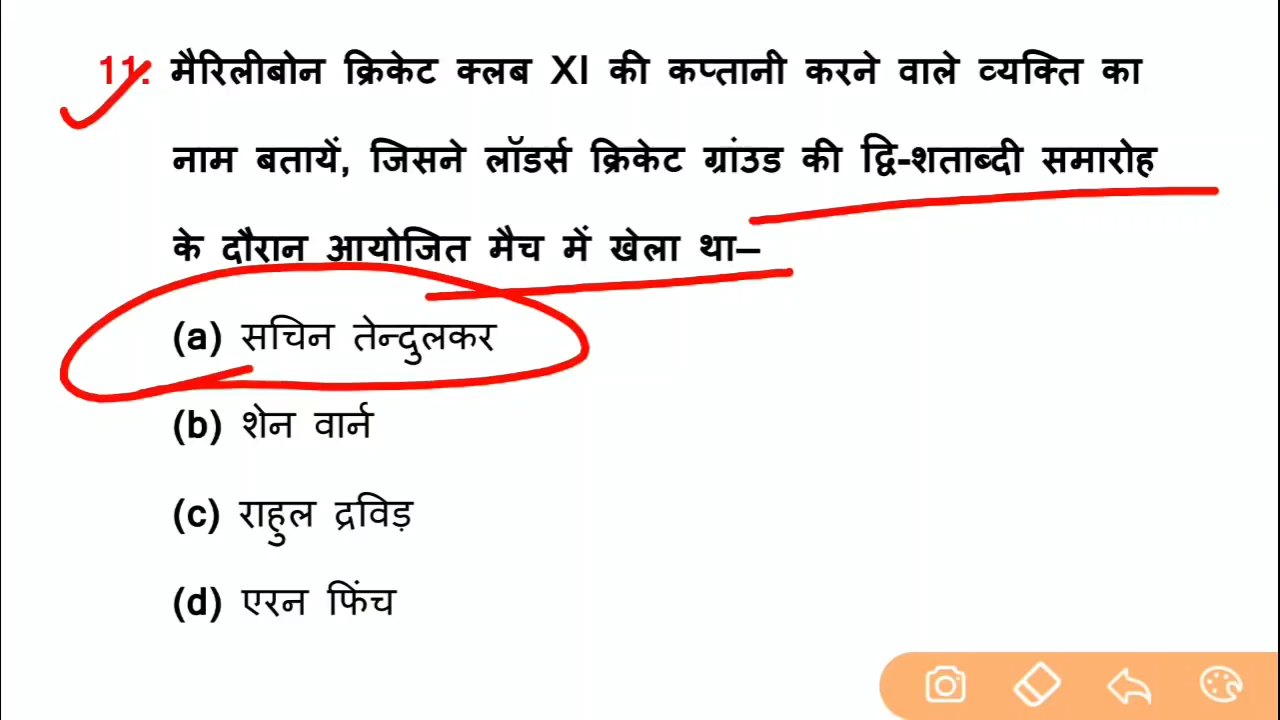 11. मैरिलीबोन क्रिकेट क्लब XI की कप्तानी करने वाले व्यक्ति का
नाम बतायें, जिसने लॉडर्स क्रिकेट ग्रांउड की द्वि-शताब्दी समारोह
के दौरान आयोजित मैच में खेला था–
(a) सचिन तेन्दुलकर
(b) शेन वार्न
(c) राहुल द्रविड़
(d) एरन फिंच